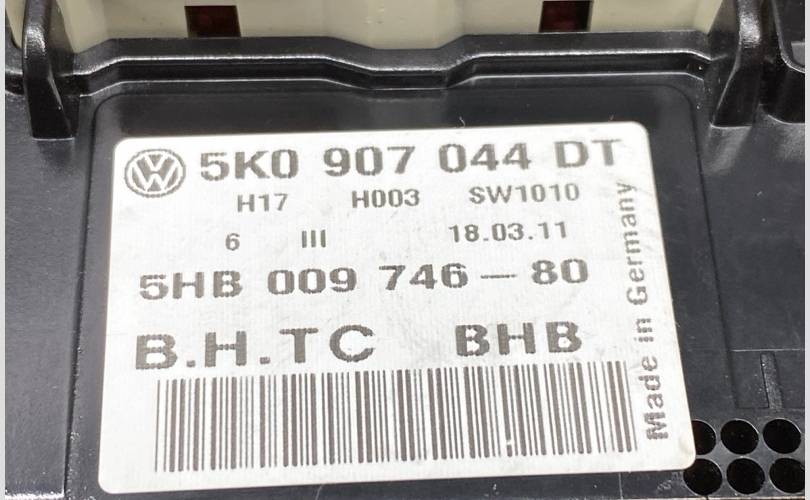 5K0 907 044 DT
H17 H003 SW1010
6 III 18.03.11
5HB 009 746-80
B.H.TC BHB
Made in Germany